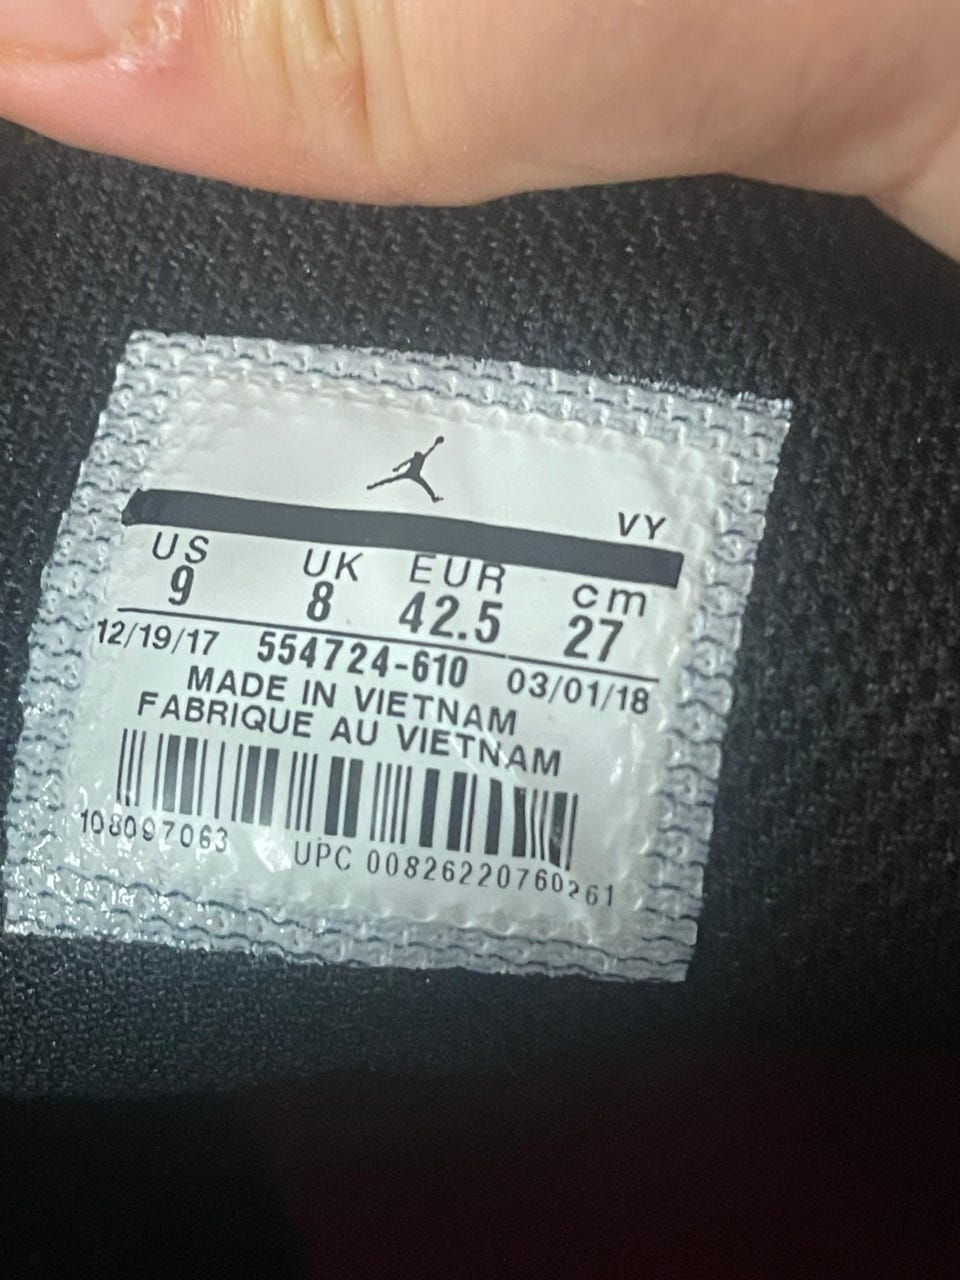 VY
US UK EUR cm
9 8 42.5 27
12/19/17 554724-610 03/01/18
MADE IN VIETNAM
FABRIQUE AU VIETNAM
108097063 UPC 00826220760261